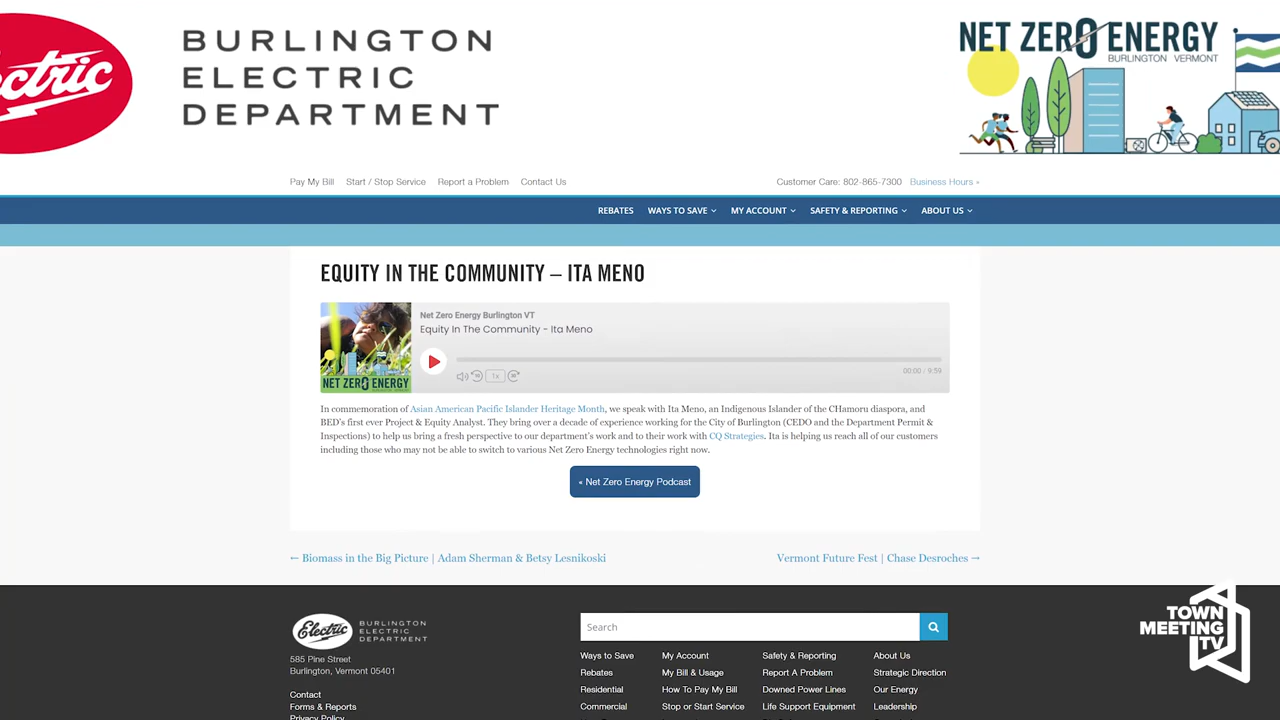 Electric
BURLINGTON
ELECTRIC
DEPARTMENT
NET ZERO ENERGY
BURLINGTON VERMONT
Pay My Bill Start / Stop Service Report a Problem Contact Us
Customer Care: 802-865-7300 Business Hours »
REBATES WAYS TO SAVE MY ACCOUNT SAFETY & REPORTING ABOUT US
EQUITY IN THE COMMUNITY – ITA MENO
Net Zero Energy Burlington VT
Equity In The Community - Ita Meno
NET ZERO ENERGY
1x
00:00 / 9:59
In commemoration of Asian American Pacific Islander Heritage Month, we speak with Ita Meno, an Indigenous Islander of the CHamoru diaspora, and
BED's first ever Project & Equity Analyst. They bring over a decade of experience working for the City of Burlington (CEDO and the Department Permit &
Inspections) to help us bring a fresh perspective to our department's work and to their work with CQ Strategies. Ita is helping us reach all of our customers
including those who may not be able to switch to various Net Zero Energy technologies right now.
« Net Zero Energy Podcast
← Biomass in the Big Picture | Adam Sherman & Betsy Lesnikoski
Vermont Future Fest | Chase Desroches →
Electric
BURLINGTON
ELECTRIC
DEPARTMENT
585 Pine Street
Burlington, Vermont 05401
Contact
Forms & Reports
Privacy Policy
Search
Ways to Save My Account Safety & Reporting About Us
Rebates My Bill & Usage Report A Problem Strategic Direction
Residential How To Pay My Bill Downed Power Lines Our Energy
Commercial Stop or Start Service Life Support Equipment Leadership
TOWN
MEETING
TV